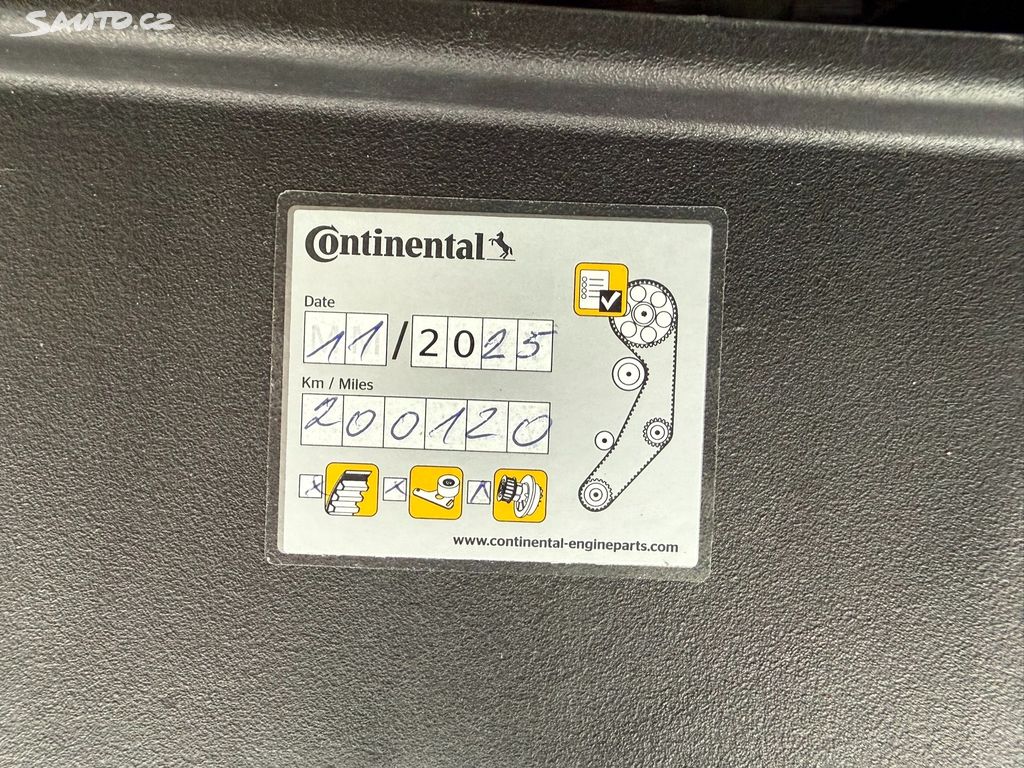 Sauto.cz
Continental
Date
11/2025
Km / Miles
200120
x x
www.continental-engineparts.com